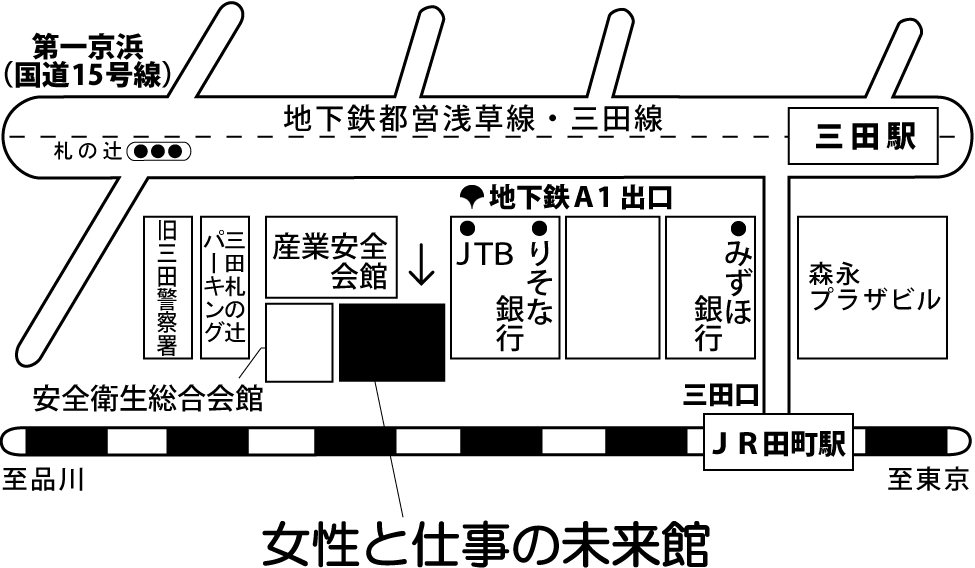 第一京浜
(国道15号線)
地下鉄都営浅草線・三田線
三田駅
札の辻
地下鉄A1出口
旧三田警察署
三田札の辻
パーキング
産業安全
会館
JTB
りそな
銀行
みずほ
銀行
森永
プラザビル
安全衛生総合会館
三田口
JR田町駅
至品川
至東京
女性と仕事の未来館